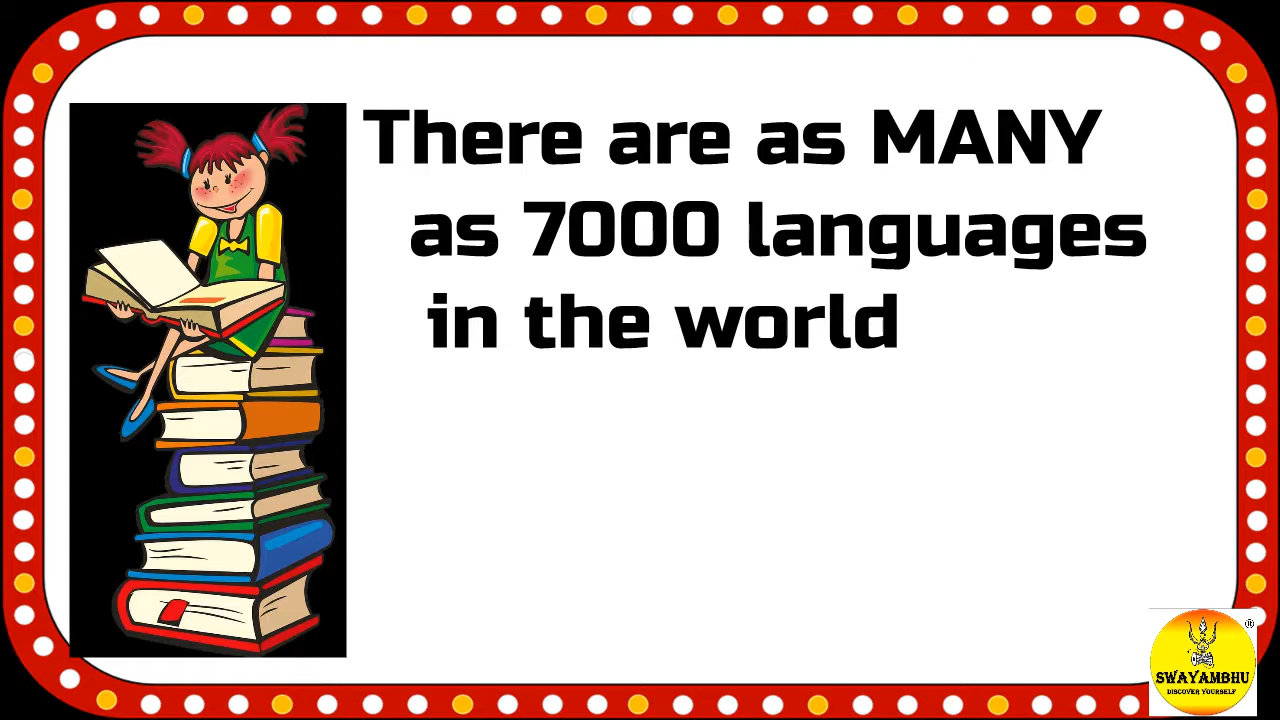 There are as MANY
as 7000 languages
in the world
SWAYAMBHU
DISCOVER YOURSELF